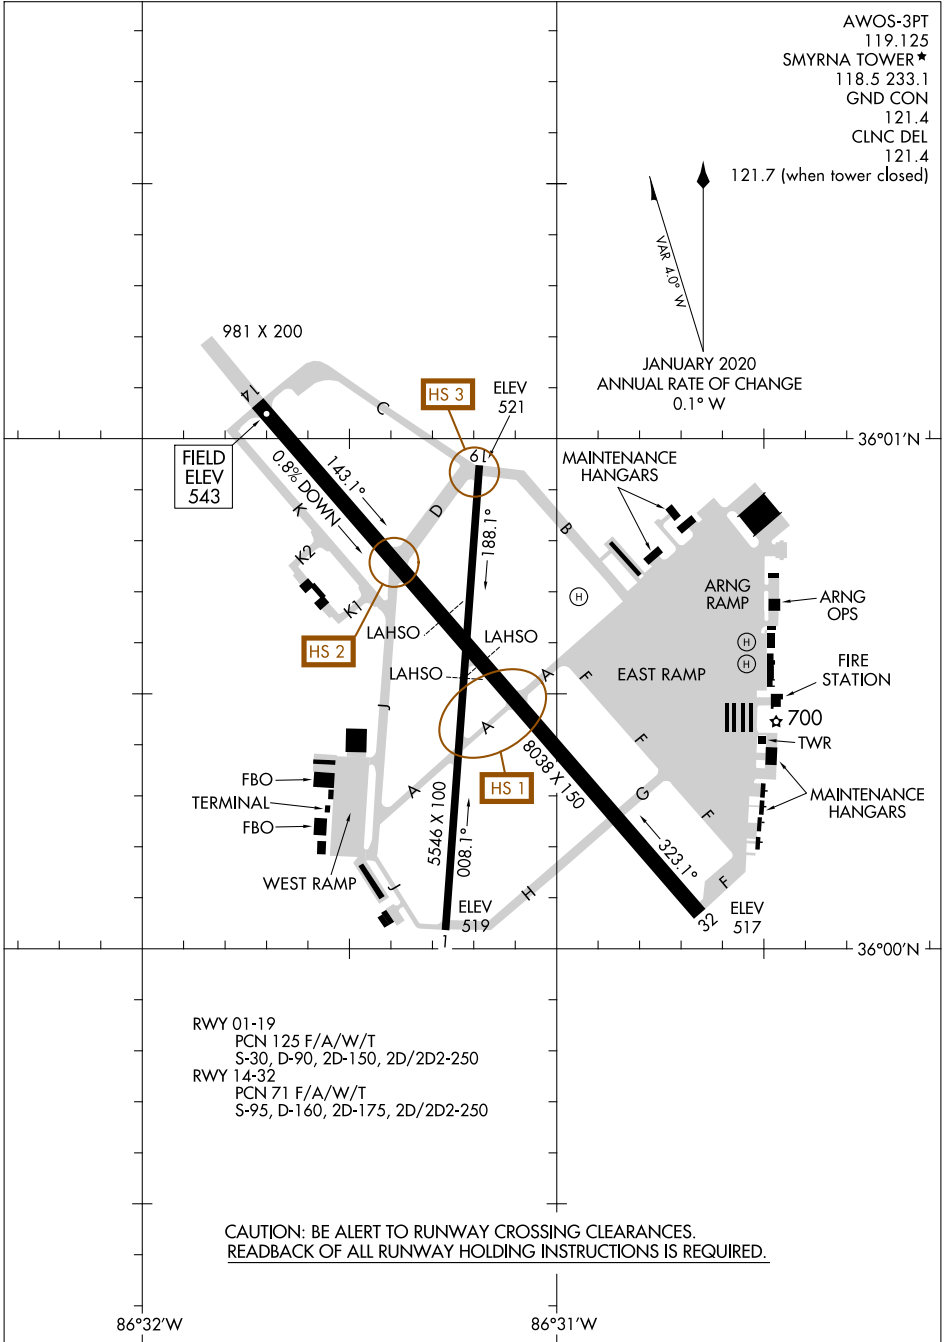 AWOS-3PT
119.125
SMYRNA TOWER★
118.5 233.1
GND CON
121.4
CLNC DEL
121.4
121.7 (when tower closed)
VAR 4.0° W
JANUARY 2020
ANNUAL RATE OF CHANGE
0.1° W
981 X 200
14
HS 3
ELEV
521
C
36°01'N
FIELD
ELEV
543
143.1°
0.8% DOWN
19
MAINTENANCE
HANGARS
D
K
B
188.1°
K2
K1
ARNG
RAMP
ARNG
OPS
H
LAHSO
LAHSO
LAHSO
HS 2
H
H
A
F
EAST RAMP
FIRE
STATION
J
A
F
700
TWR
8038 X 150
FBO
TERMINAL
FBO
A
HS 1
G
F
MAINTENANCE
HANGARS
5546 X 100
008.1°
323.1°
WEST RAMP
J
H
F
ELEV
519
1
32
ELEV
517
36°00'N
RWY 01-19
PCN 125 F/A/W/T
S-30, D-90, 2D-150, 2D/2D2-250
RWY 14-32
PCN 71 F/A/W/T
S-95, D-160, 2D-175, 2D/2D2-250
CAUTION: BE ALERT TO RUNWAY CROSSING CLEARANCES.
READBACK OF ALL RUNWAY HOLDING INSTRUCTIONS IS REQUIRED.
86°32'W
86°31'W